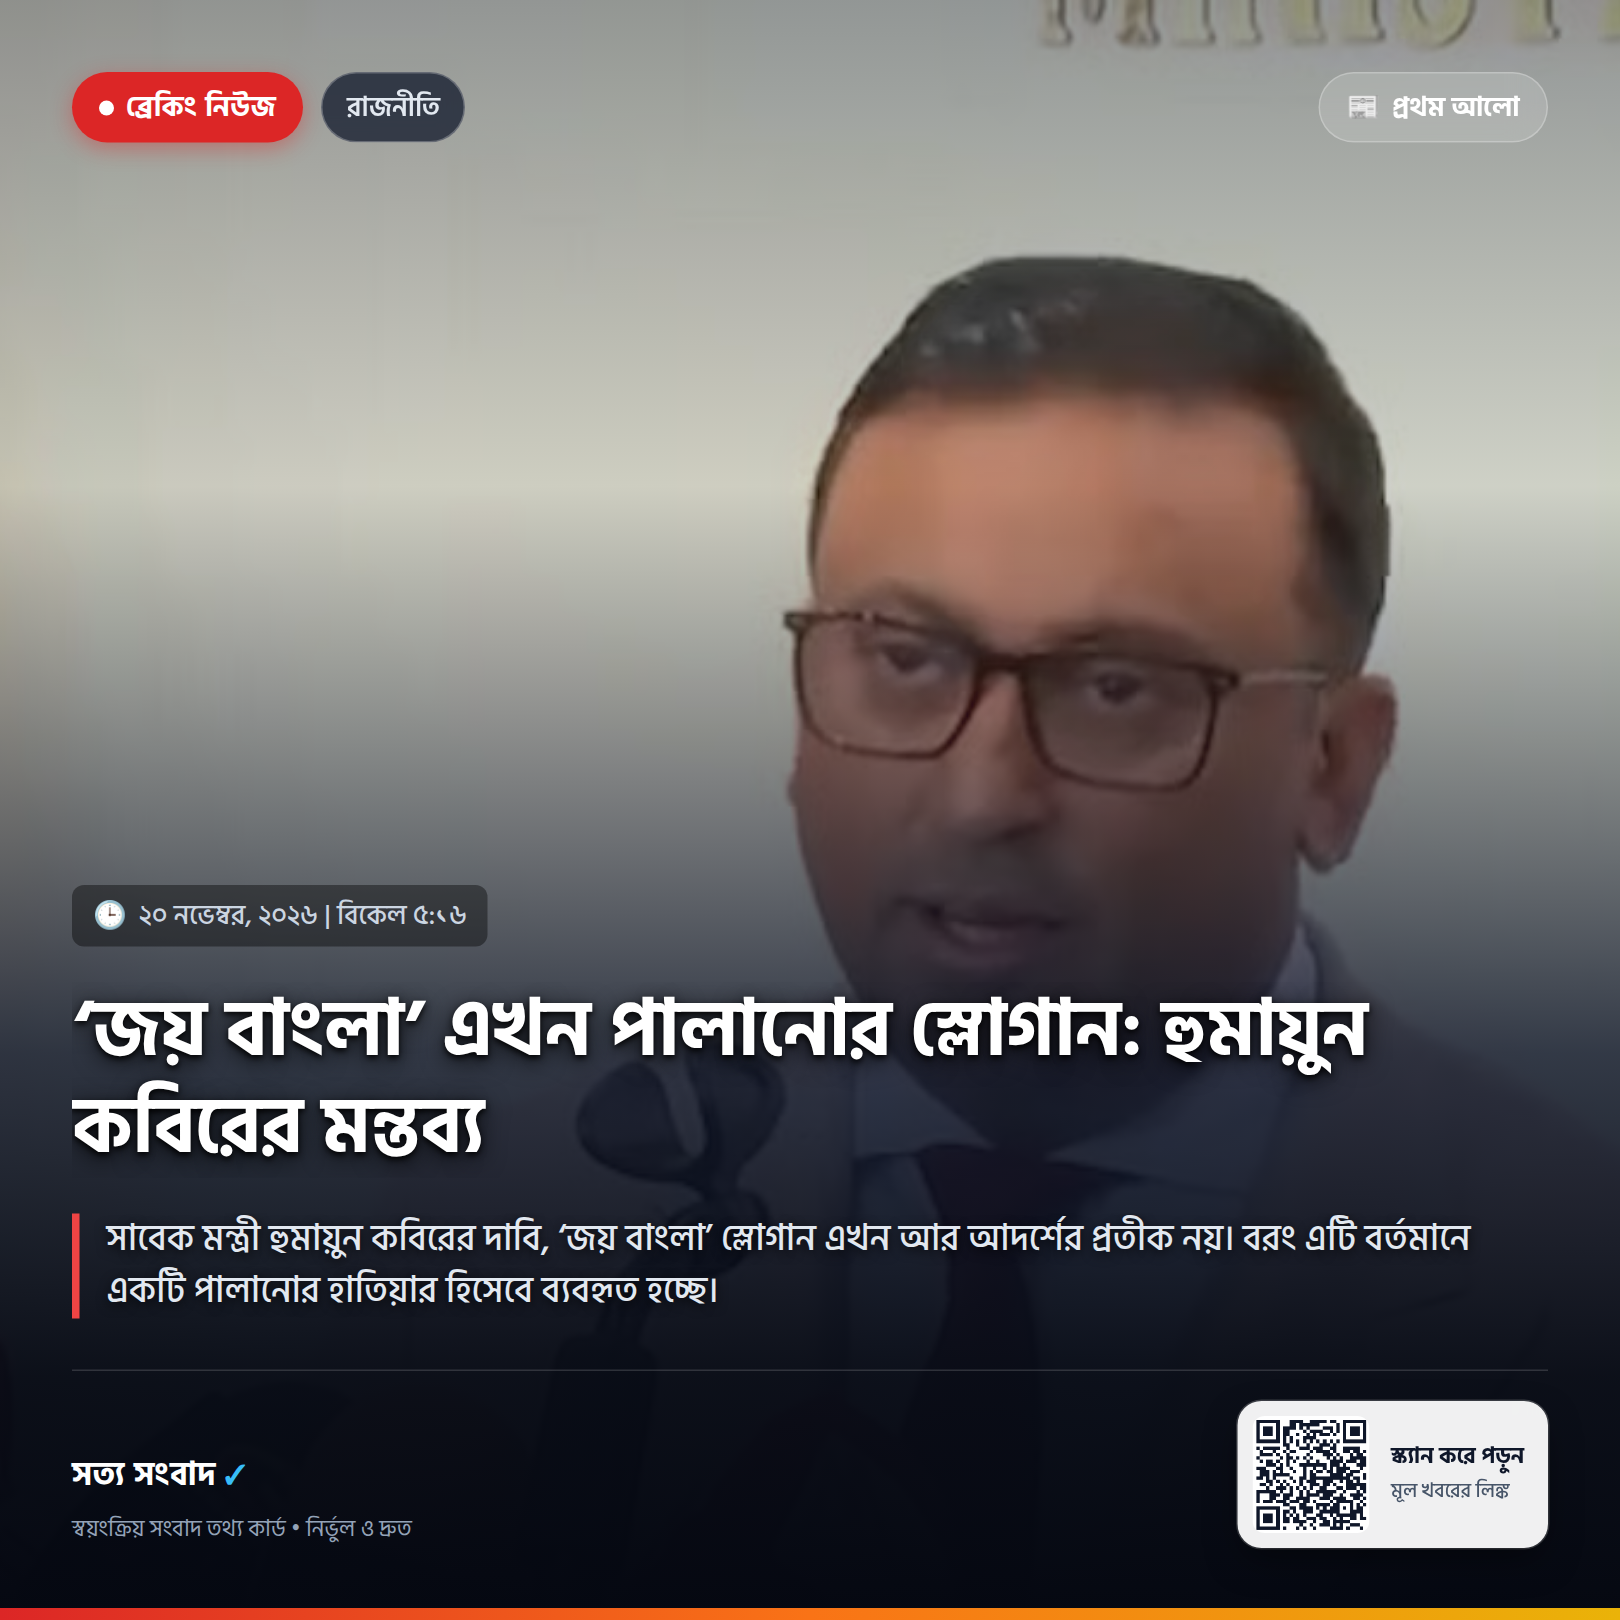 ব্রেকিং নিউজ
রাজনীতি
প্রথম আলো
২০ নভেম্বর, ২০২৬ | বিকেল ৫:১৬
‘জয় বাংলা’ এখন পালানোর স্লোগান: হুমায়ুন
কবিরের মন্তব্য
সাবেক মন্ত্রী হুমায়ুন কবিরের দাবি, ‘জয় বাংলা’ স্লোগান এখন আর আদর্শের প্রতীক নয়। বরং এটি বর্তমানে
একটি পালানোর হাতিয়ার হিসেবে ব্যবহৃত হচ্ছে।
সত্য সংবাদ ✓
স্বয়ংক্রিয় সংবাদ তথ্য কার্ড • নির্ভুল ও দ্রুত
স্ক্যান করে পড়ুন
মূল খবরের লিঙ্ক